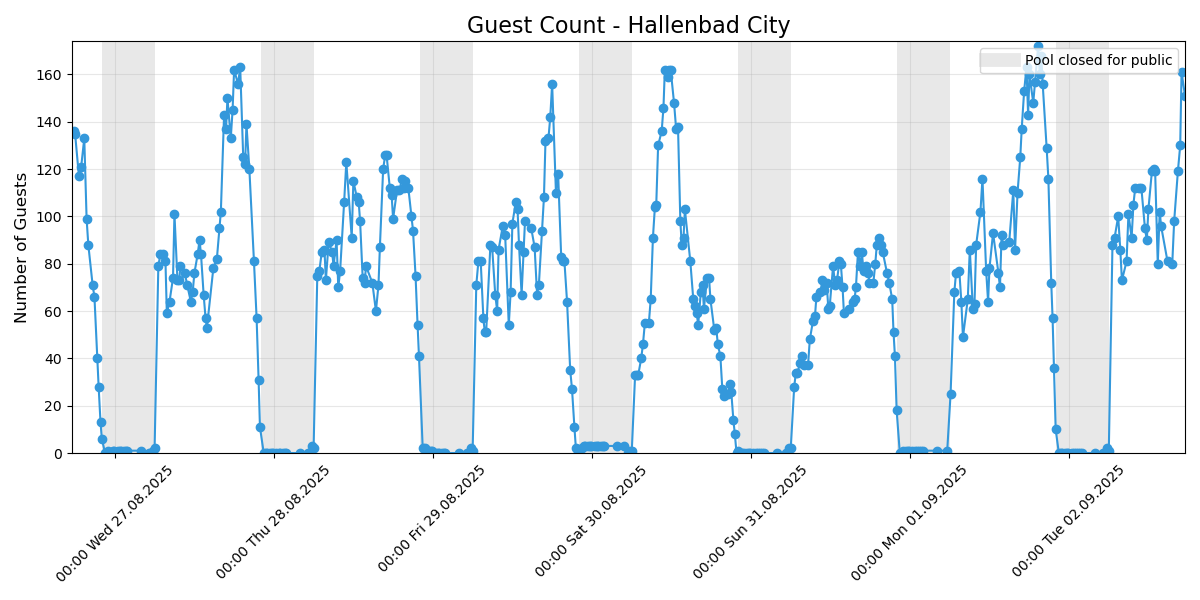 Guest Count - Hallenbad City
Pool closed for public
Number of Guests
160
140
120
100
80
60
40
20
0
00:00 Wed 27.08.2025
00:00 Thu 28.08.2025
00:00 Fri 29.08.2025
00:00 Sat 30.08.2025
00:00 Sun 31.08.2025
00:00 Mon 01.09.2025
00:00 Tue 02.09.2025